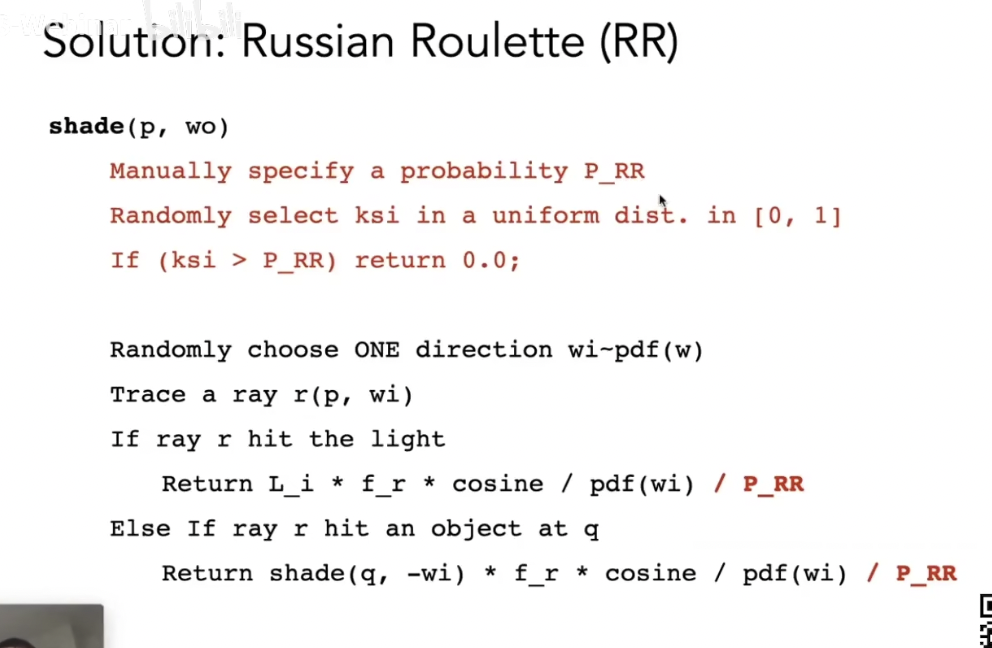 Solution: Russian Roulette (RR)
shade(p, wo)
Manually specify a probability P_RR
Randomly select ksi in a uniform dist. in [0, 1]
If (ksi > P_RR) return 0.0;
Randomly choose ONE direction wi~pdf(w)
Trace a ray r(p, wi)
If ray r hit the light
Return L_i * f_r * cosine / pdf(wi) / P_RR
Else If ray r hit an object at q
Return shade(q, -wi) * f_r * cosine / pdf(wi) / P_RR